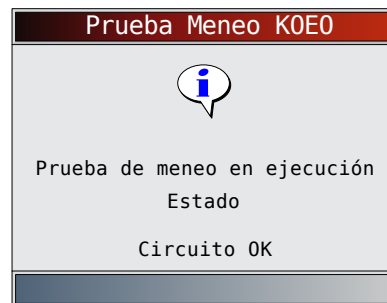 Prueba Meneo KOEO
i
Prueba de meneo en ejecución
Estado
Circuito OK